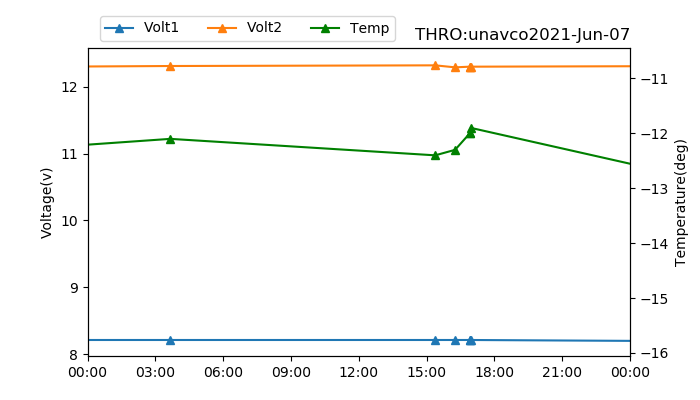 Volt1 Volt2 Temp
THRO:unavco2021-Jun-07
12
11
10
9
8
Voltage(v)
−11
−12
−13
−14
−15
−16
Temperature(deg)
00:00 03:00 06:00 09:00 12:00 15:00 18:00 21:00 00:00